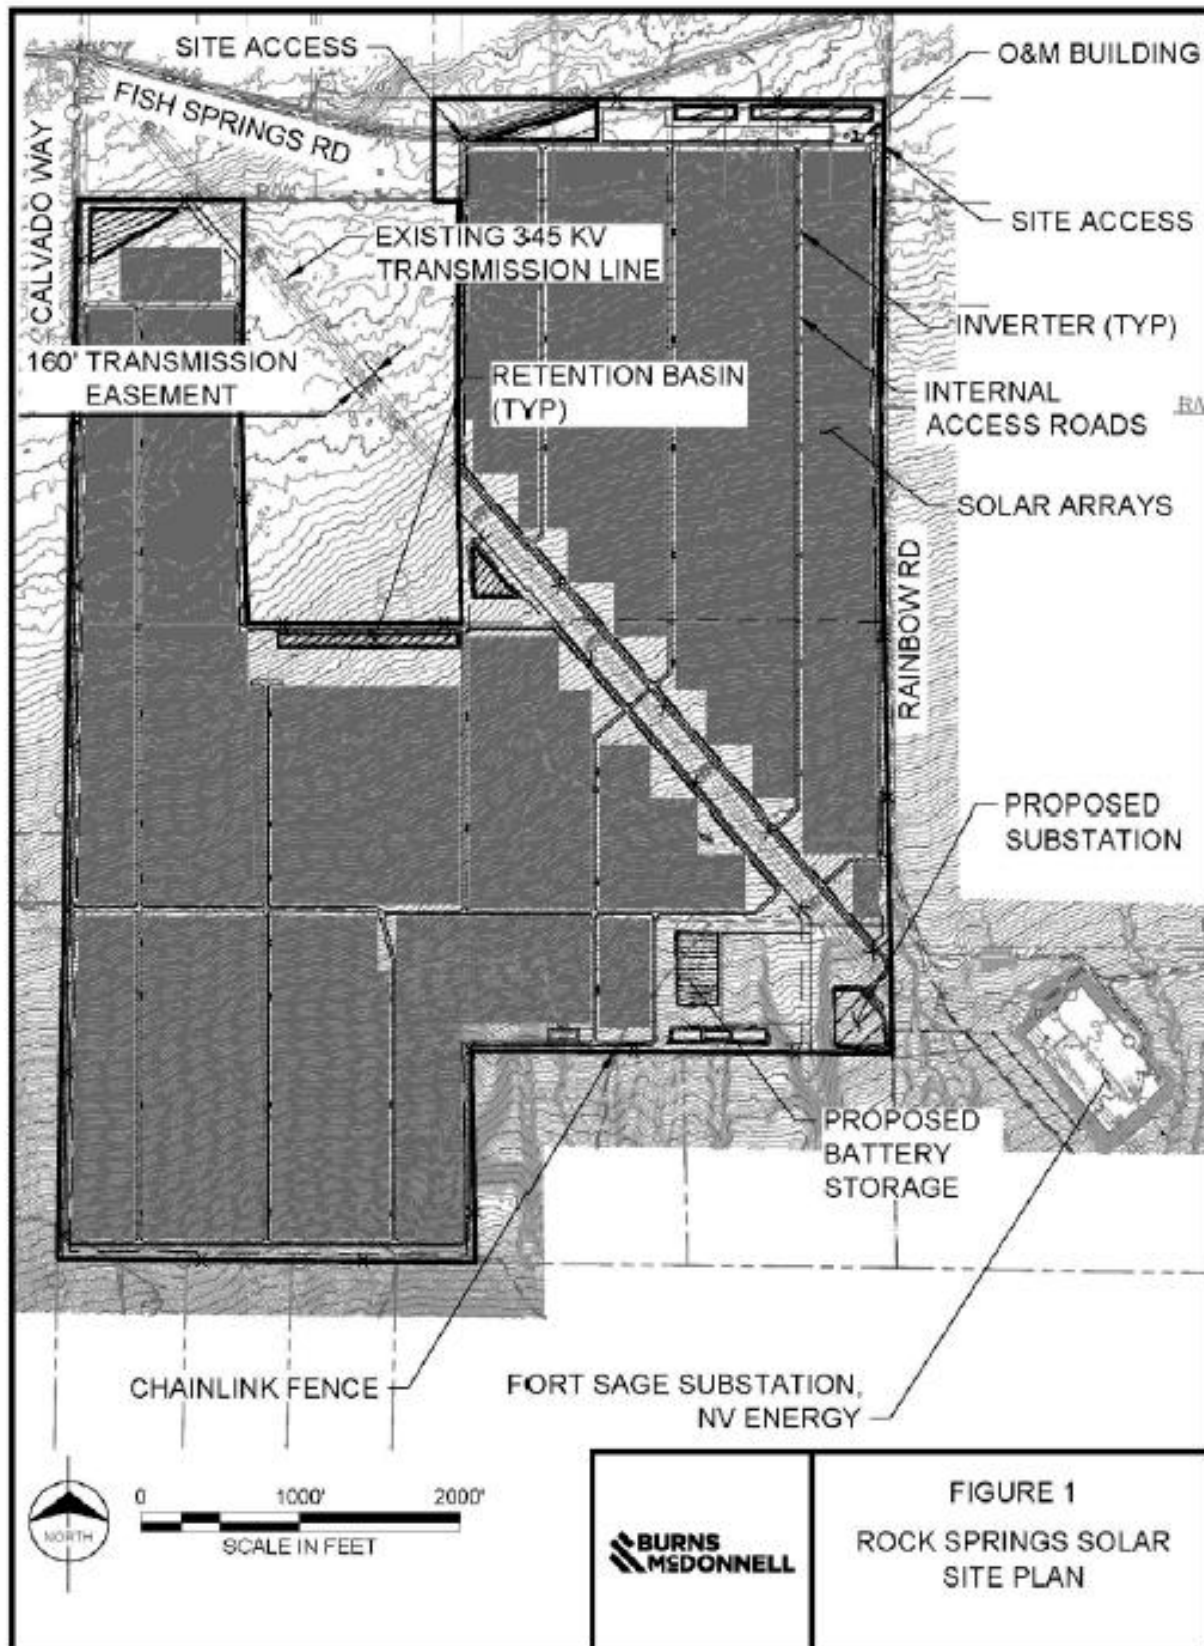 SITE ACCESS
O&M BUILDING
FISH SPRINGS RD
CALVADO WAY
SITE ACCESS
EXISTING 345 KV
TRANSMISSION LINE
INVERTER (TYP)
160' TRANSMISSION
EASEMENT
RETENTION BASIN
(TYP)
INTERNAL
ACCESS ROADS
SOLAR ARRAYS
RAINBOW RD
PROPOSED
SUBSTATION
PROPOSED
BATTERY
STORAGE
CHAINLINK FENCE
FORT SAGE SUBSTATION,
NV ENERGY
NORTH
0 1000' 2000'
SCALE IN FEET
BURNS
MCDONNELL
FIGURE 1
ROCK SPRINGS SOLAR
SITE PLAN